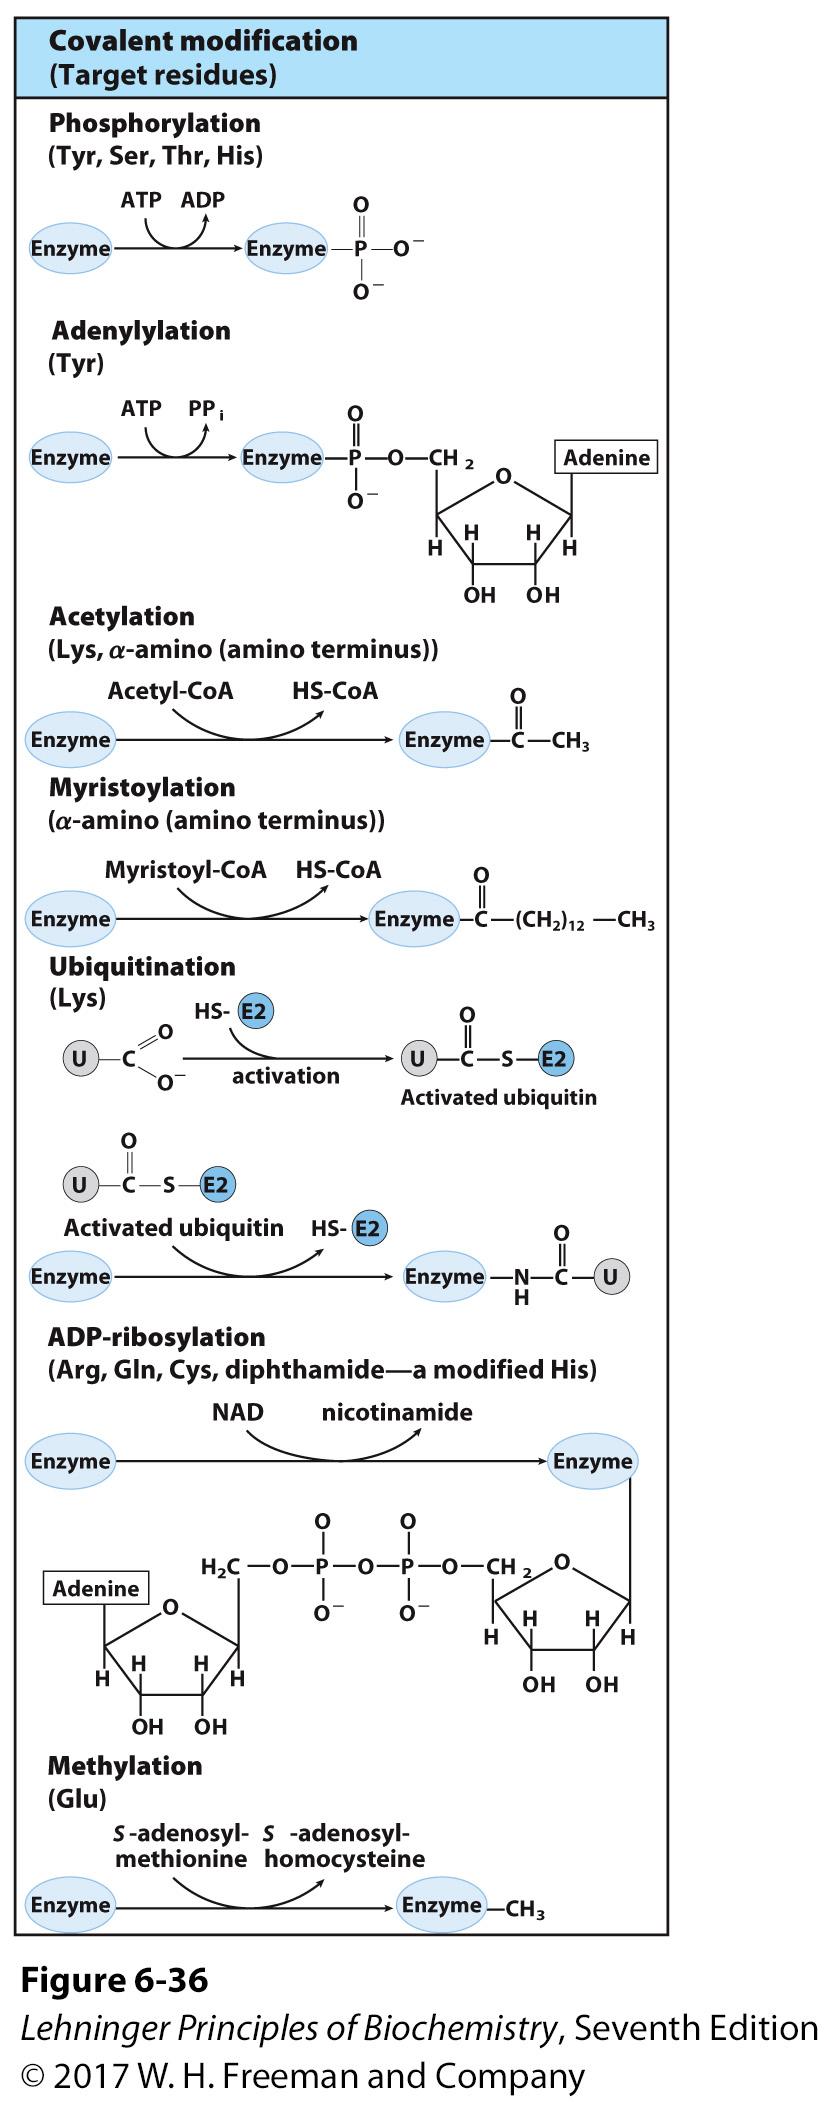 Covalent modification
(Target residues)
Phosphorylation
(Tyr, Ser, Thr, His)
ATP ADP
O
Enzyme Enzyme P O−
O−
Adenylylation
(Tyr)
ATP PPi
O
Enzyme Enzyme P O CH2 O Adenine
O−
H H H H
OH OH
Acetylation
(Lys, α-amino (amino terminus))
Acetyl-CoA HS-CoA
O
Enzyme Enzyme C CH3
Myristoylation
(α-amino (amino terminus))
Myristoyl-CoA HS-CoA
O
Enzyme Enzyme C (CH2)12 CH3
Ubiquitination
(Lys)
HS- E2
O O
U C U C S E2
O−
activation
Activated ubiquitin
O
U C S E2
Activated ubiquitin HS- E2
O
Enzyme Enzyme N C U
H
ADP-ribosylation
(Arg, Gln, Cys, diphthamide—a modified His)
NAD nicotinamide
Enzyme Enzyme
O O
H2C O P O P O CH2 O
Adenine O O− O−
H H H H
H H H H
OH OH
OH OH
Methylation
(Glu)
S-adenosyl- S -adenosyl-
methionine homocysteine
Enzyme Enzyme CH3
Figure 6-36
Lehninger Principles of Biochemistry, Seventh Edition
© 2017 W. H. Freeman and Company